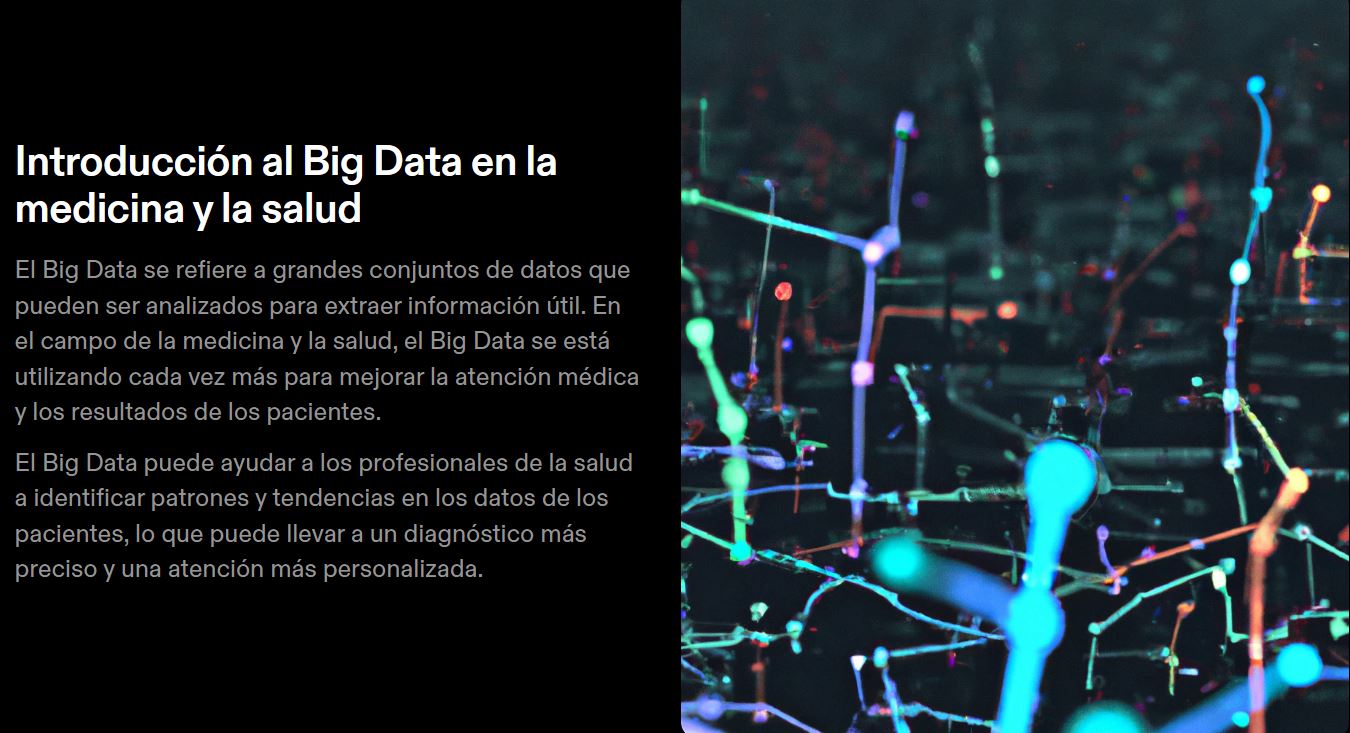 Introducción al Big Data en la
medicina y la salud
El Big Data se refiere a grandes conjuntos de datos que
pueden ser analizados para extraer información útil. En
el campo de la medicina y la salud, el Big Data se está
utilizando cada vez más para mejorar la atención médica
y los resultados de los pacientes.
El Big Data puede ayudar a los profesionales de la salud
a identificar patrones y tendencias en los datos de los
pacientes, lo que puede llevar a un diagnóstico más
preciso y una atención más personalizada.